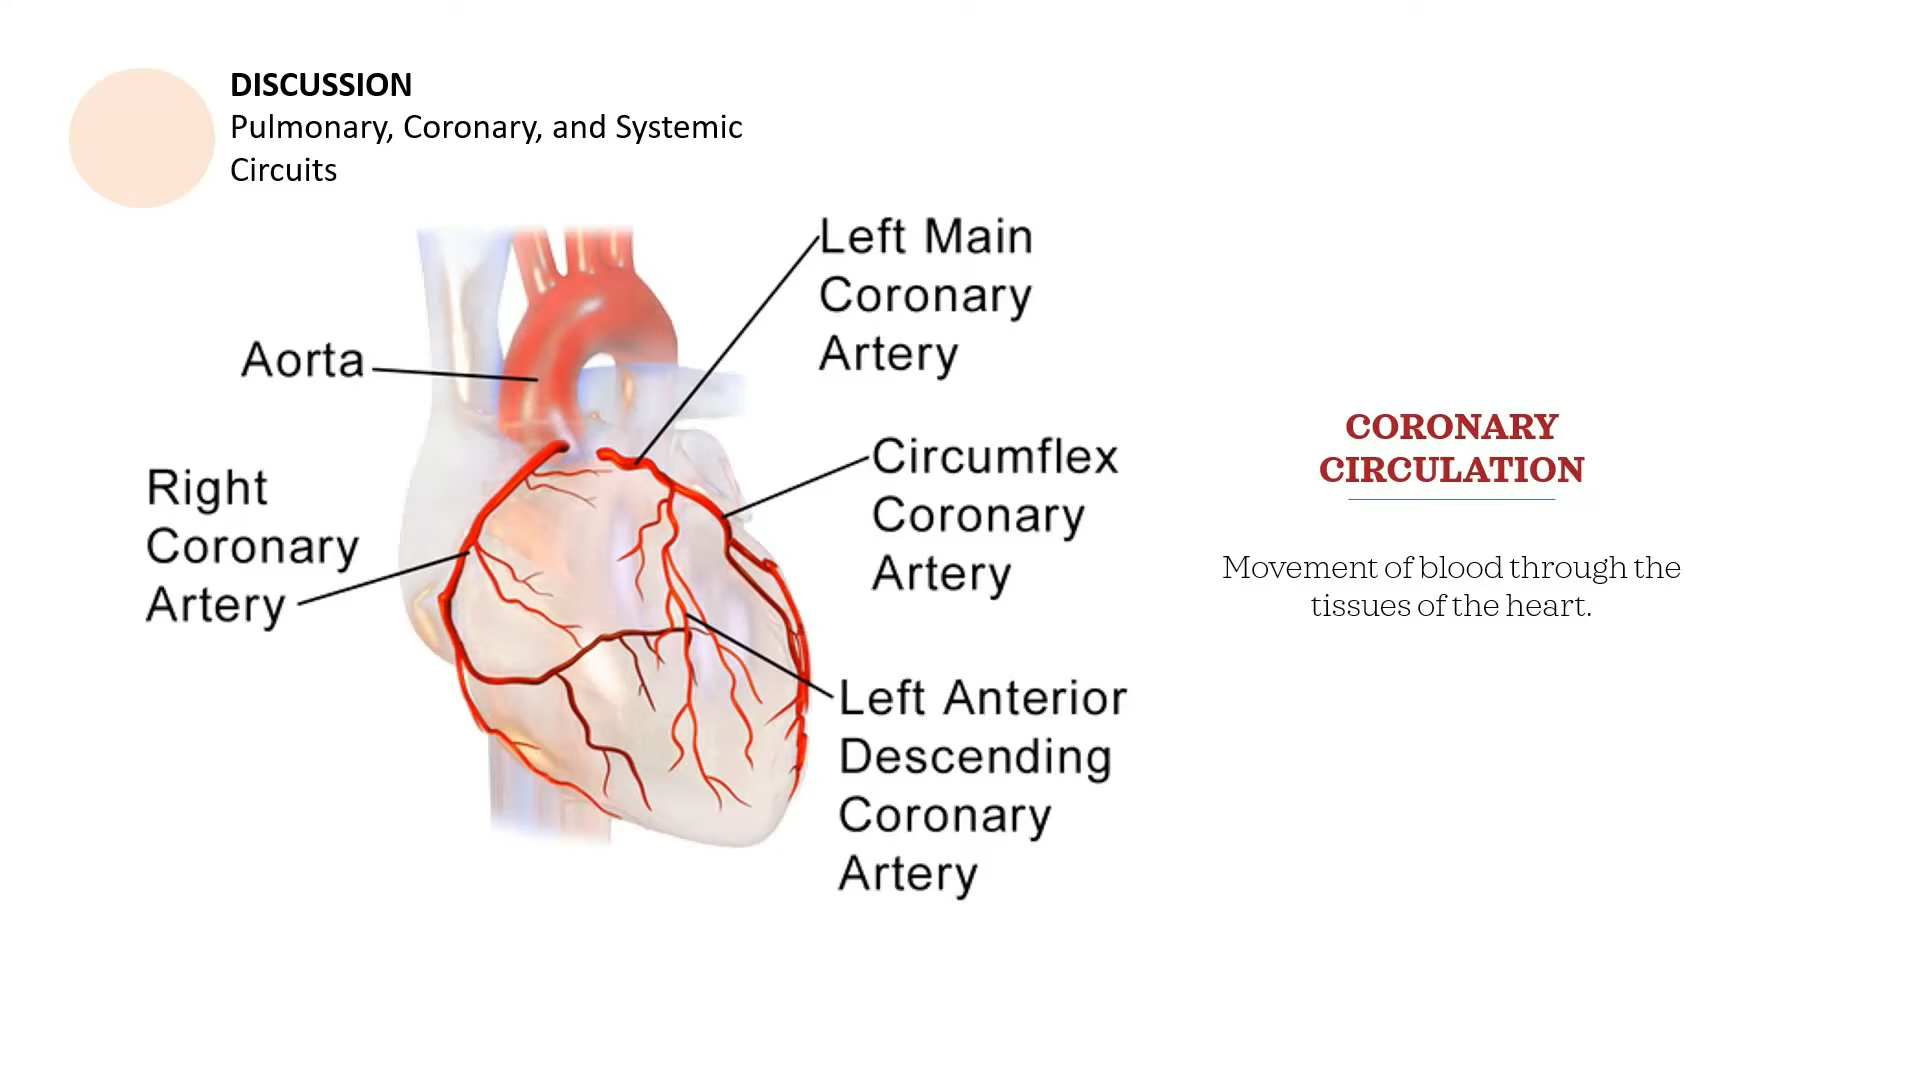 DISCUSSION
Pulmonary, Coronary, and Systemic
Circuits
Left Main
Coronary
Artery
Aorta
Circumflex
Coronary
Artery
Right
Coronary
Artery
Left Anterior
Descending
Coronary
Artery
CORONARY
CIRCULATION
Movement of blood through the
tissues of the heart.